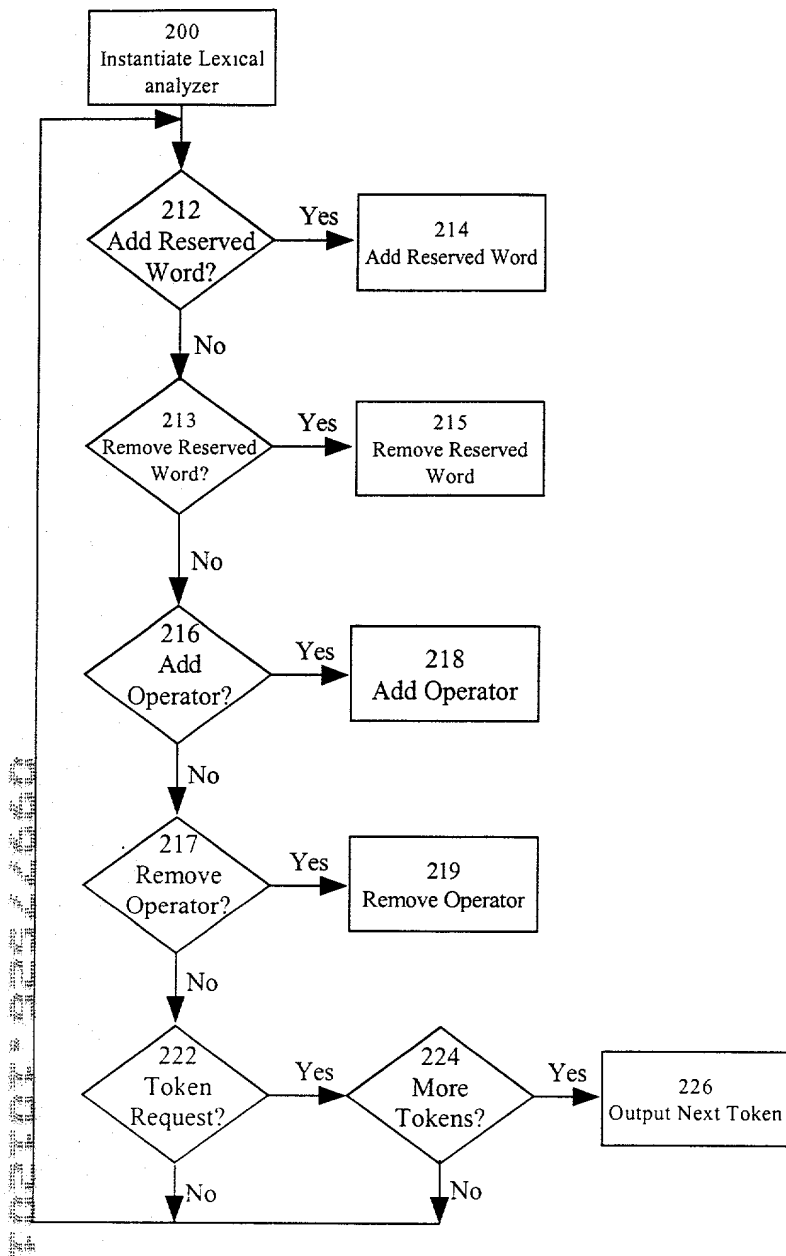 200
Instantiate Lexical
analyzer
212
Add Reserved
Word?
Yes
214
Add Reserved Word
No
213
Remove Reserved
Word?
Yes
215
Remove Reserved
Word
No
216
Add
Operator?
Yes
218
Add Operator
No
217
Remove
Operator?
Yes
219
Remove Operator
No
222
Token
Request?
Yes
224
More
Tokens?
Yes
226
Output Next Token
No
No